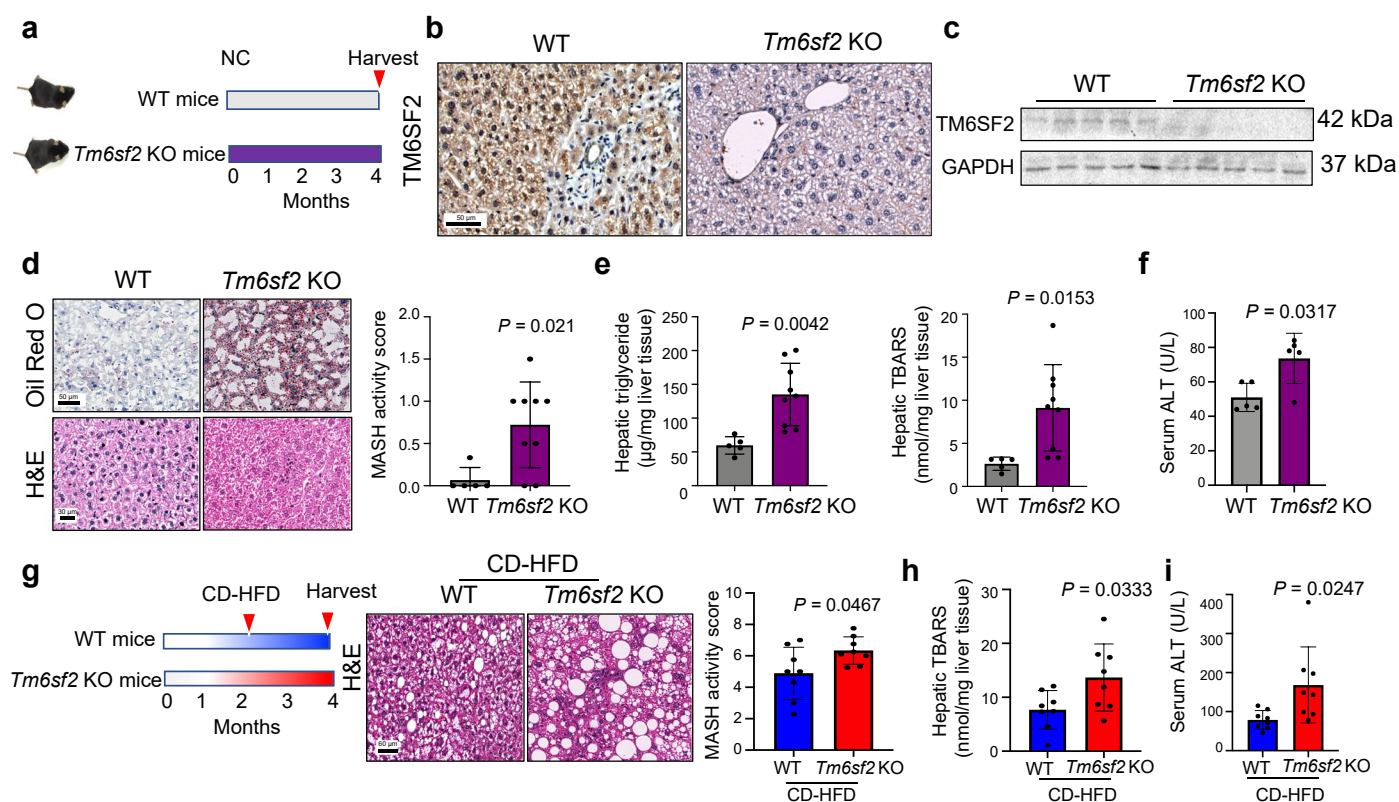 a
NC
Harvest
WT mice
Tm6sf2 KO mice
0 1 2 3 4
Months
b
WT
Tm6sf2 KO
TM6SF2
50 μm
c
WT
Tm6sf2 KO
TM6SF2
42 kDa
GAPDH
37 kDa
d
WT
Tm6sf2 KO
Oil Red O
50 μm
H&E
30 μm
MASH activity score
2.0
1.5
1.0
0.5
0.0
P = 0.021
WT Tm6sf2 KO
e
Hepatic triglyceride
(μg/mg liver tissue)
250
200
150
100
50
0
P = 0.0042
WT Tm6sf2 KO
Hepatic TBARS
(nmol/mg liver tissue)
20
15
10
5
0
P = 0.0153
WT Tm6sf2 KO
f
Serum ALT (U/L)
100
80
60
40
20
0
P = 0.0317
WT Tm6sf2 KO
g
CD-HFD
Harvest
WT mice
Tm6sf2 KO mice
0 1 2 3 4
Months
CD-HFD
WT
Tm6sf2 KO
H&E
60 μm
MASH activity score
10
8
6
4
2
0
P = 0.0467
WT Tm6sf2 KO
CD-HFD
h
Hepatic TBARS
(nmol/mg liver tissue)
30
20
10
0
P = 0.0333
WT Tm6sf2 KO
CD-HFD
i
Serum ALT (U/L)
400
300
200
100
0
P = 0.0247
WT Tm6sf2 KO
CD-HFD